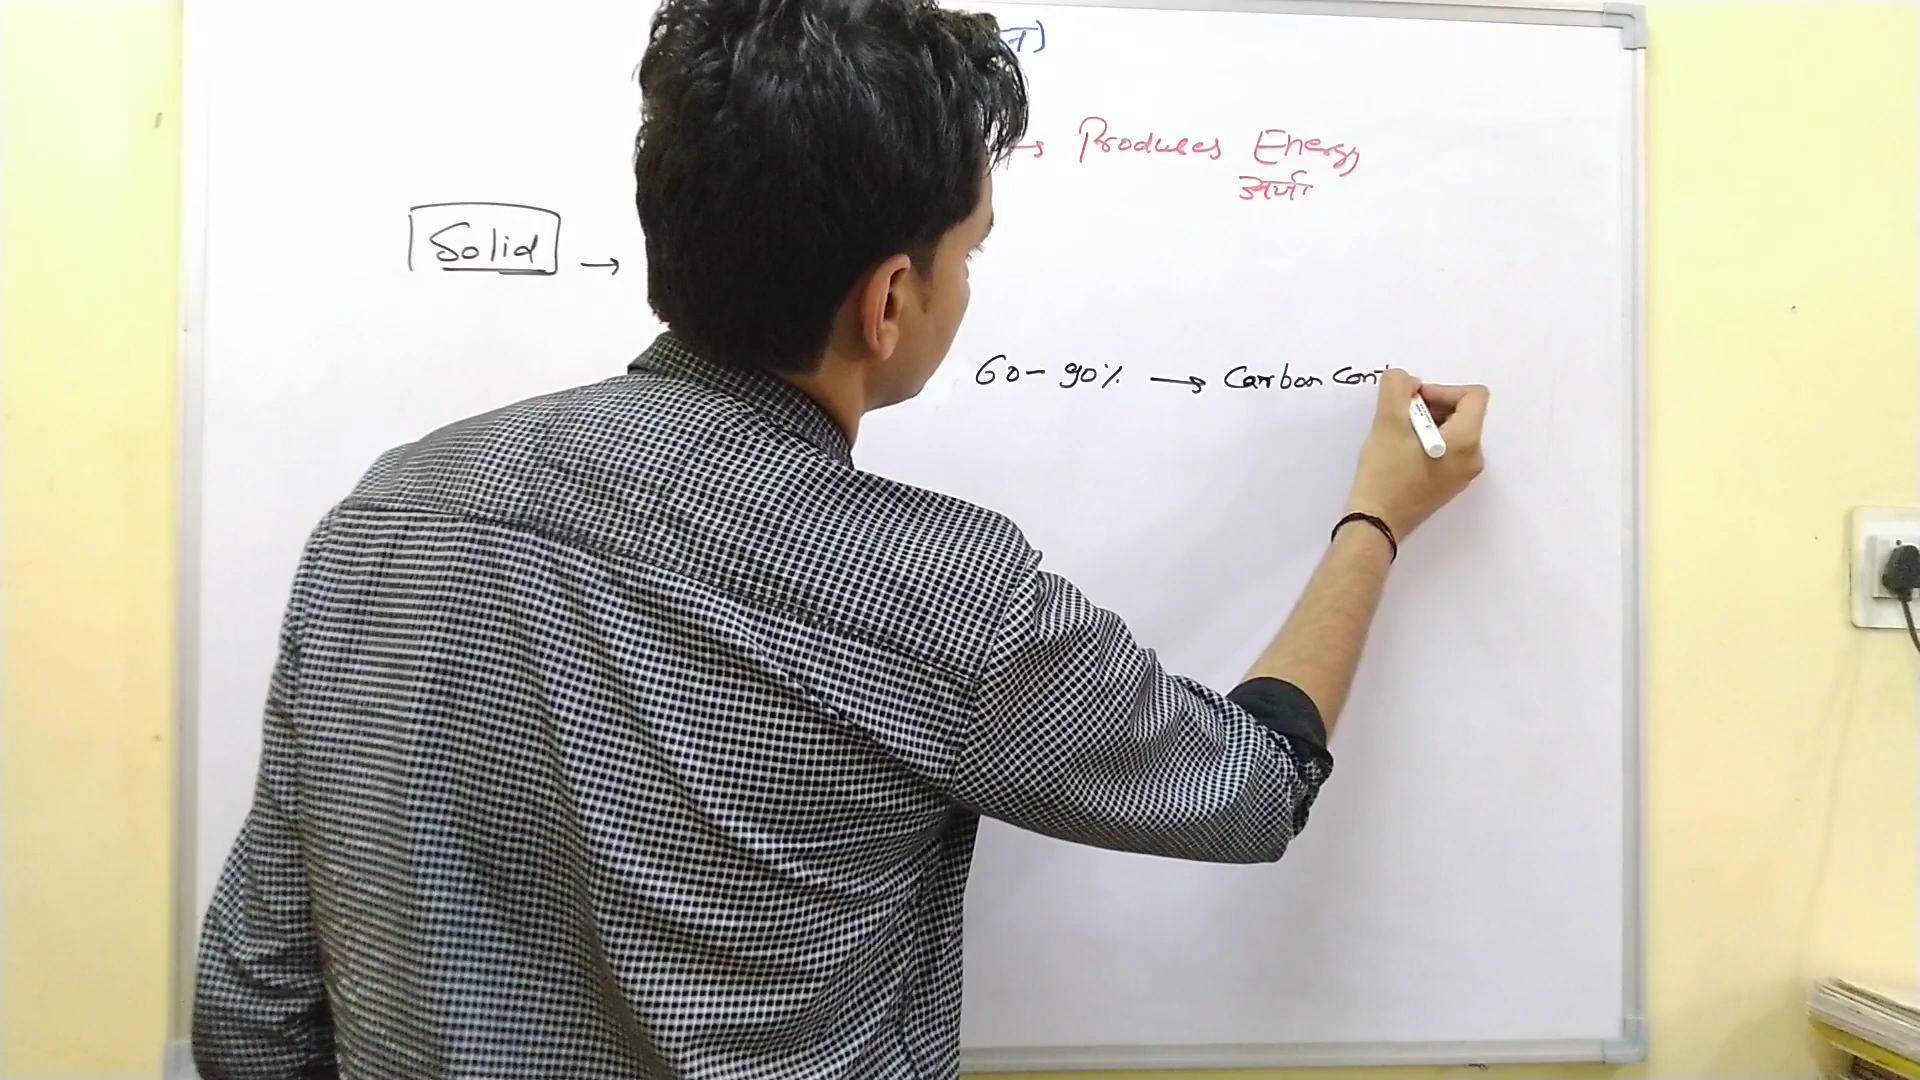 → Produces Energy
ऊर्जा
Solid →
60-90% → Carbon Cont